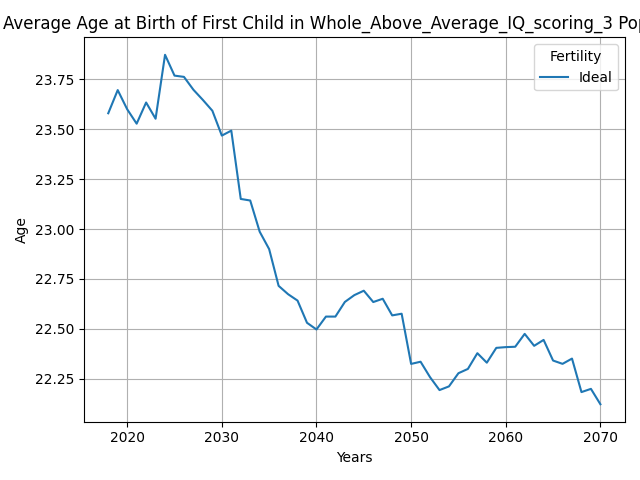 Average Age at Birth of First Child in Whole_Above_Average_IQ_scoring_3 Po
Fertility
Ideal
23.75
23.50
23.25
23.00
22.75
22.50
22.25
Age
2020 2030 2040 2050 2060 2070
Years